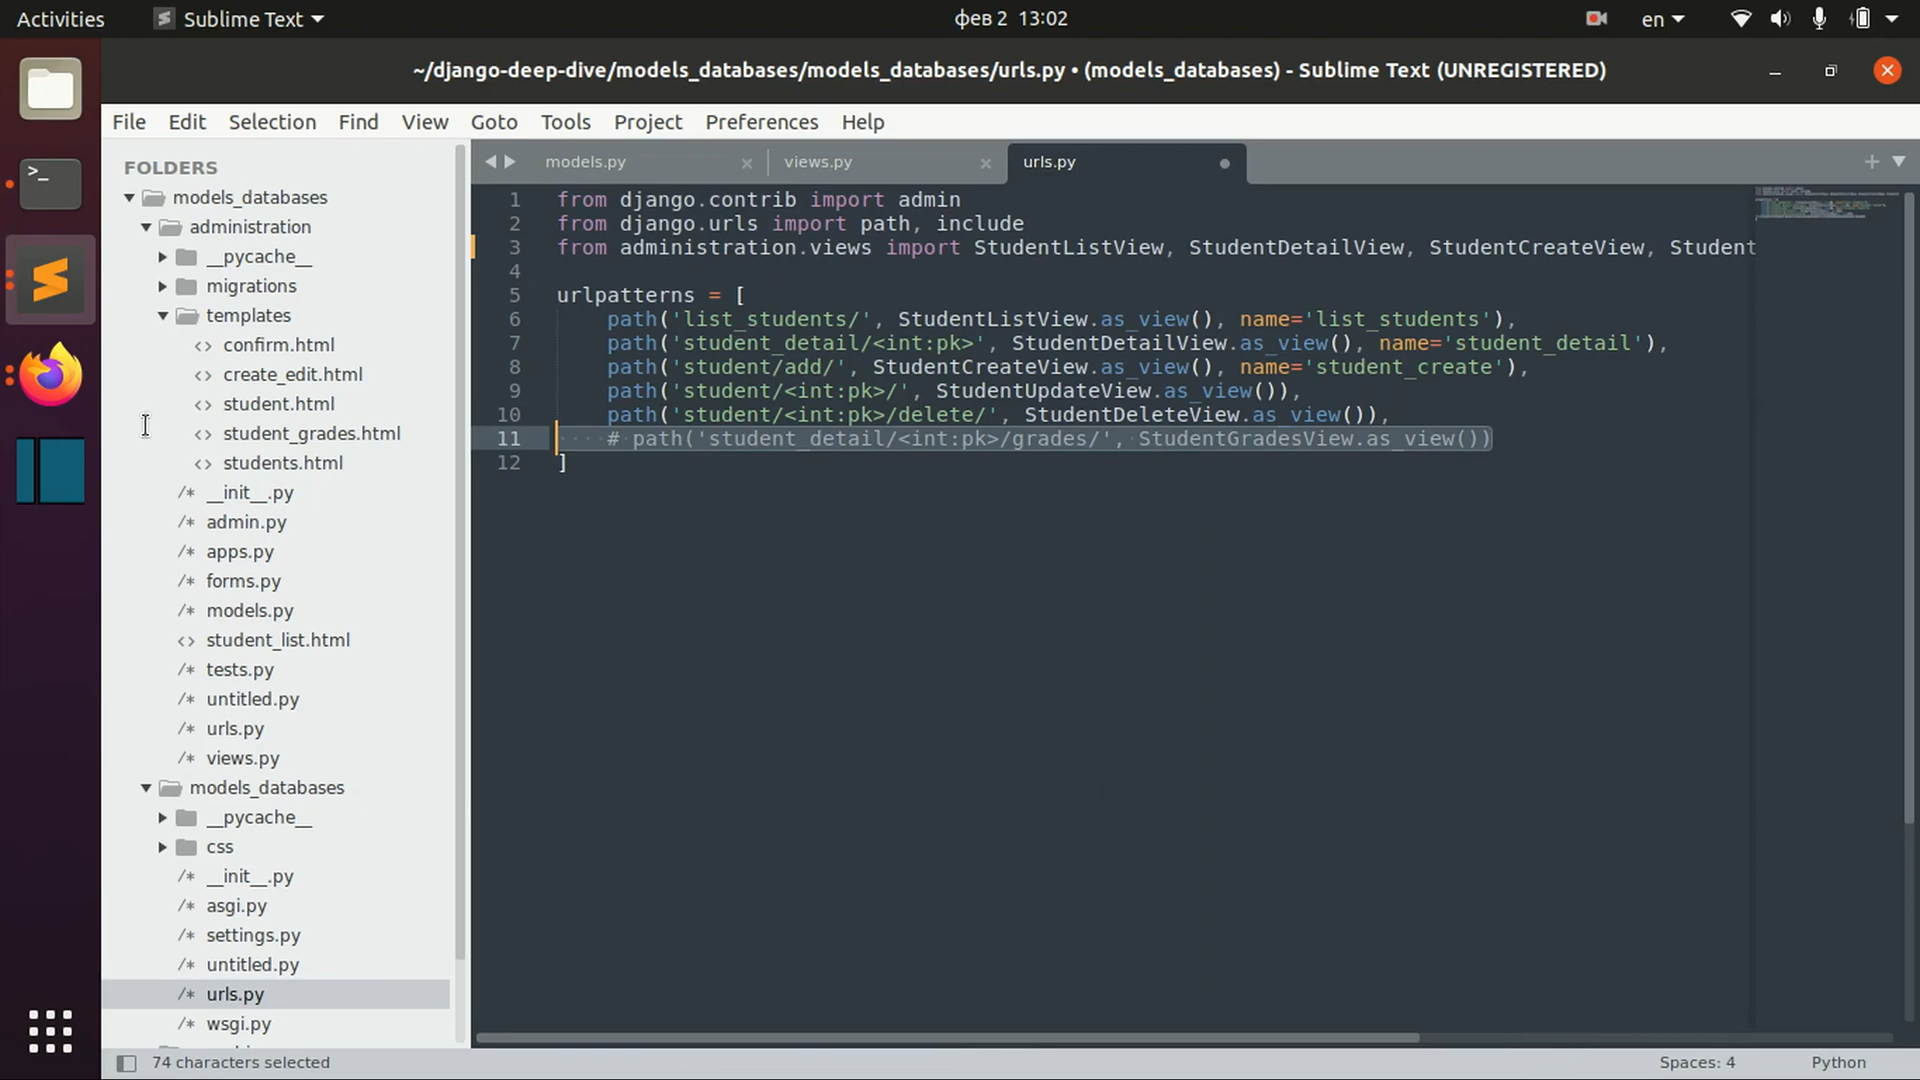 Activities
Sublime Text
фев 2 13:02
en
~/django-deep-dive/models_databases/models_databases/urls.py • (models_databases) - Sublime Text (UNREGISTERED)
File Edit Selection Find View Goto Tools Project Preferences Help
FOLDERS
models_databases
administration
__pycache__
migrations
templates
confirm.html
create_edit.html
student.html
student_grades.html
students.html
__init__.py
admin.py
apps.py
forms.py
models.py
student_list.html
tests.py
untitled.py
urls.py
views.py
models_databases
__pycache__
css
__init__.py
asgi.py
settings.py
untitled.py
urls.py
wsgi.py
models.py
views.py
urls.py
1 from django.contrib import admin
2 from django.urls import path, include
3 from administration.views import StudentListView, StudentDetailView, StudentCreateView, Student
4
5 urlpatterns = [
6 path('list_students/', StudentListView.as_view(), name='list_students'),
7 path('student_detail/<int:pk>', StudentDetailView.as_view(), name='student_detail'),
8 path('student/add/', StudentCreateView.as_view(), name='student_create'),
9 path('student/<int:pk>/', StudentUpdateView.as_view()),
10 path('student/<int:pk>/delete/', StudentDeleteView.as_view()),
11 # path('student_detail/<int:pk>/grades/', StudentGradesView.as_view())
12 ]
74 characters selected
Spaces: 4
Python